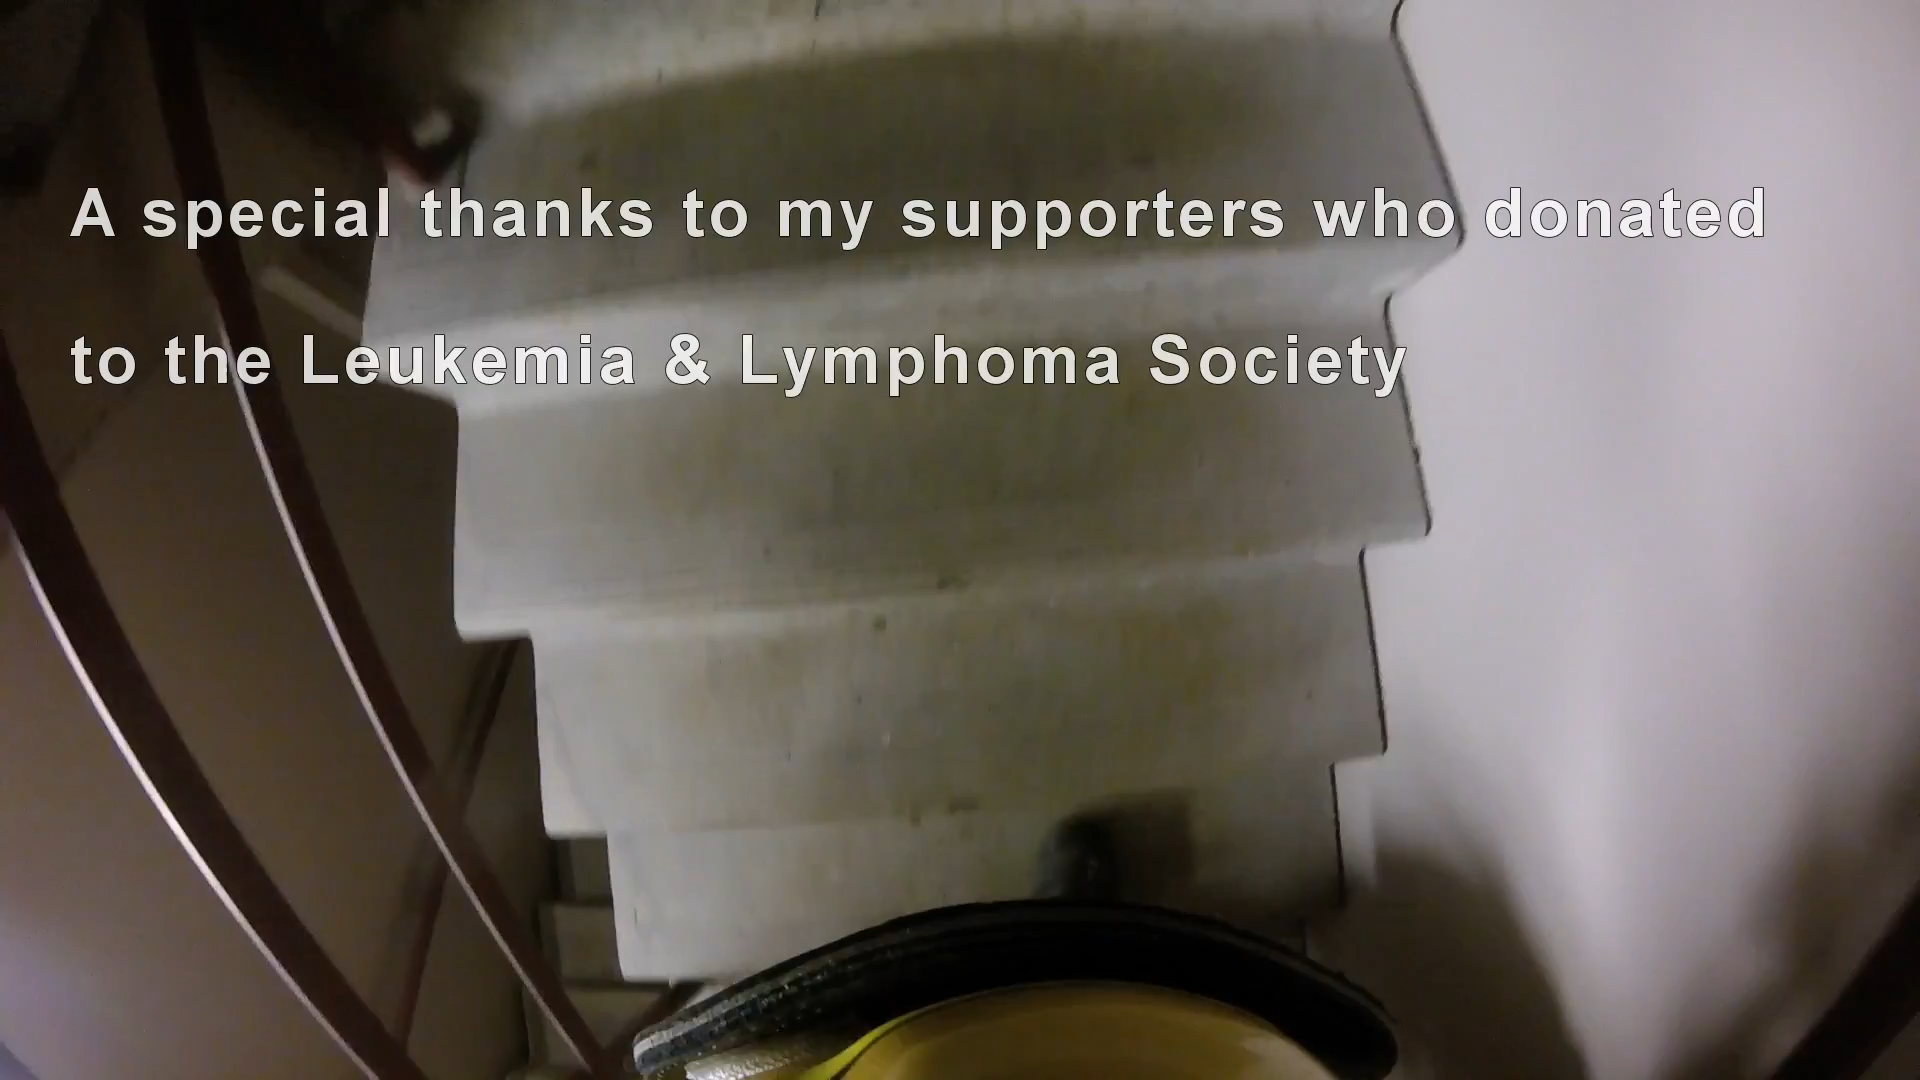 A special thanks to my supporters who donated
to the Leukemia & Lymphoma Society